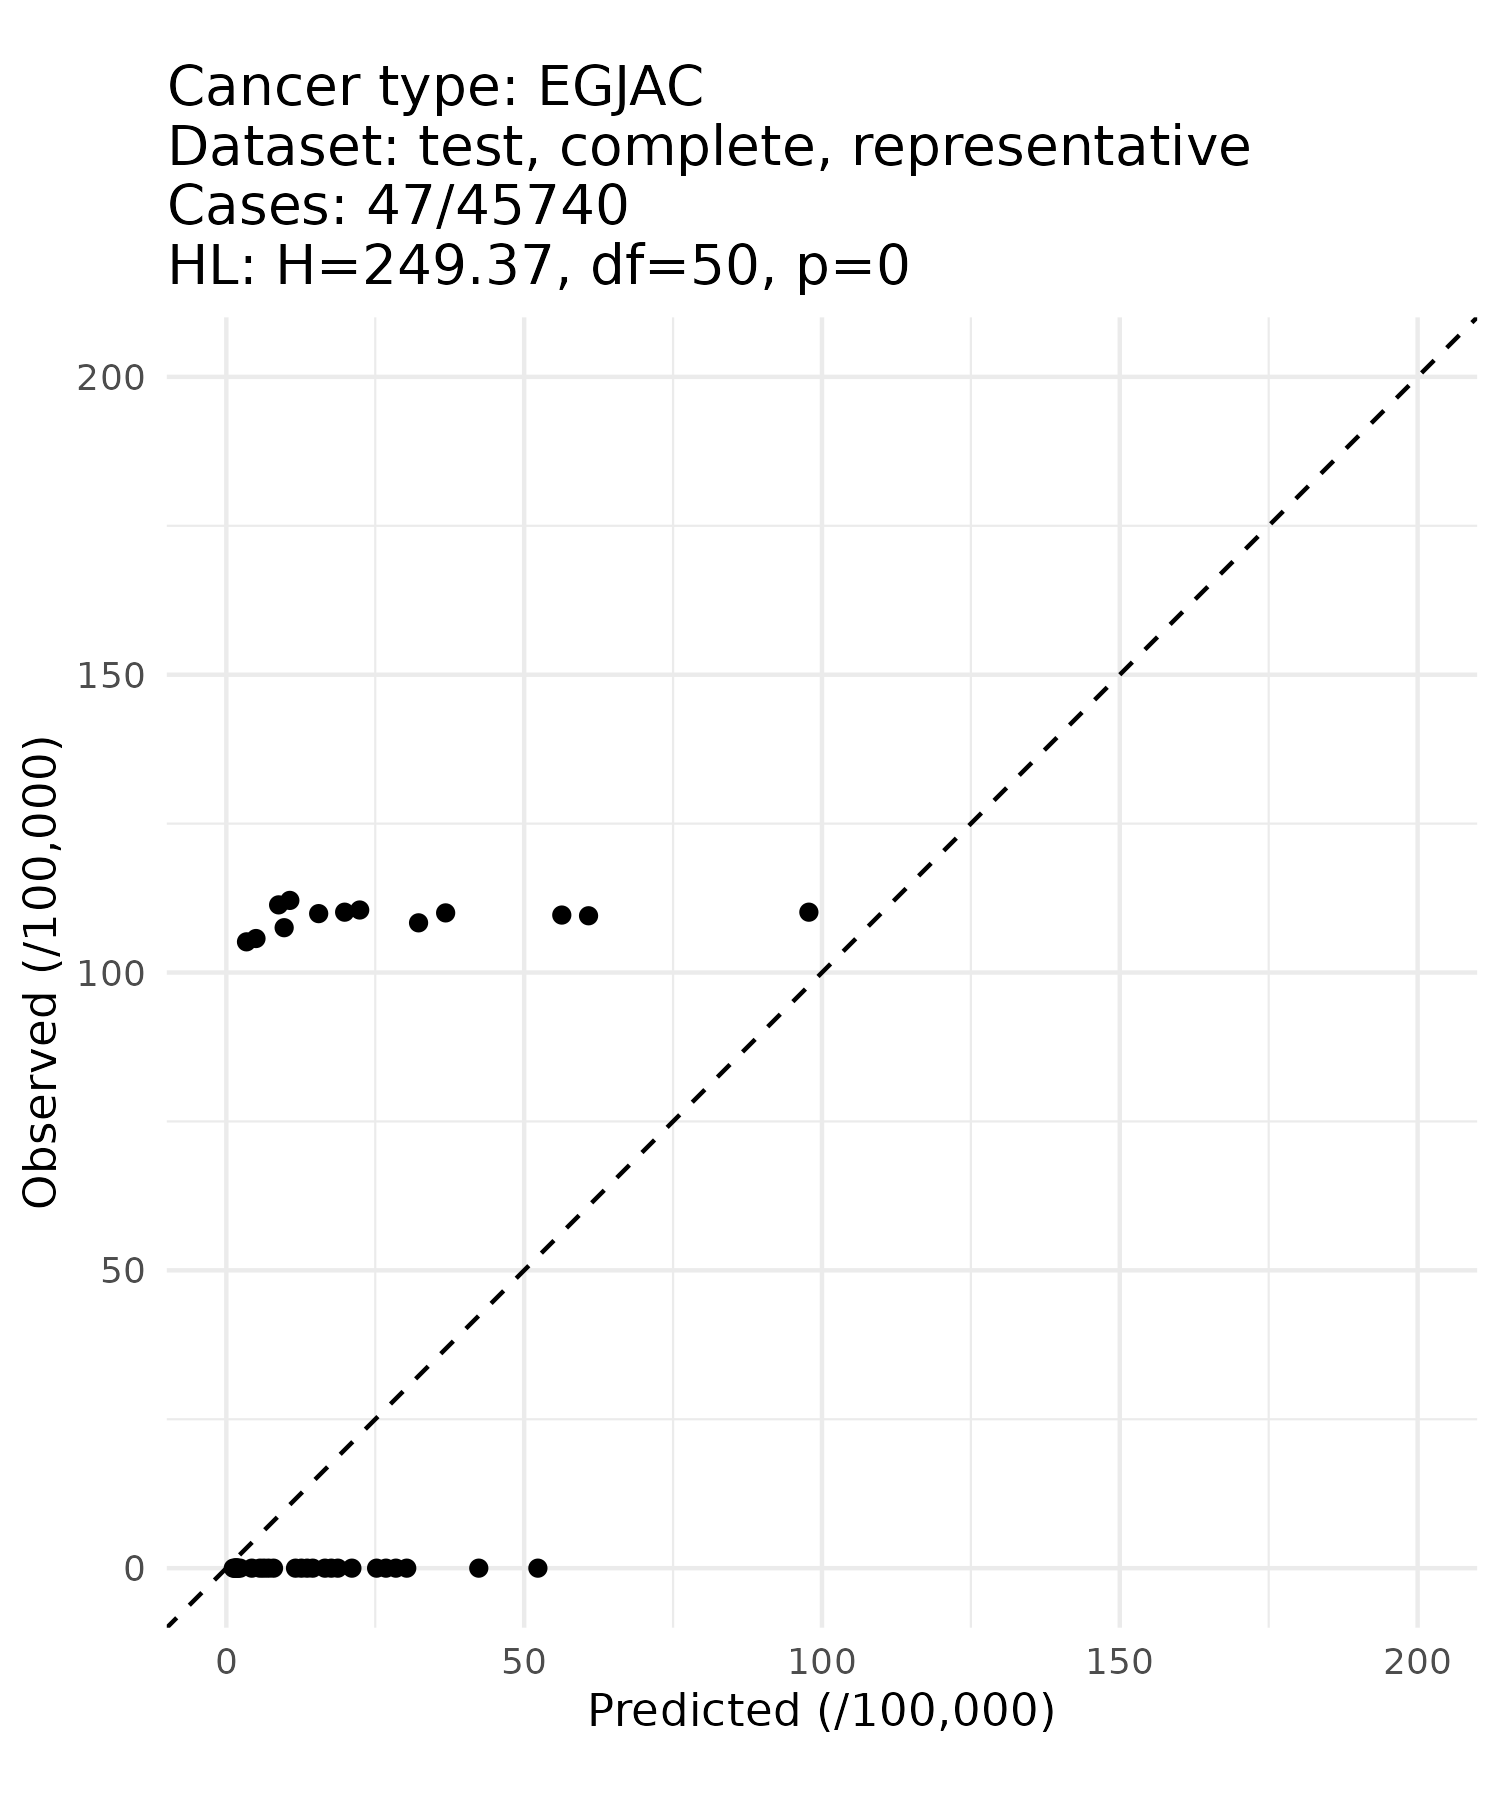 Cancer type: EGJAC
Dataset: test, complete, representative
Cases: 47/45740
HL: H=249.37, df=50, p=0
200
150
100
50
0
Observed (/100,000)
0 50 100 150 200
Predicted (/100,000)